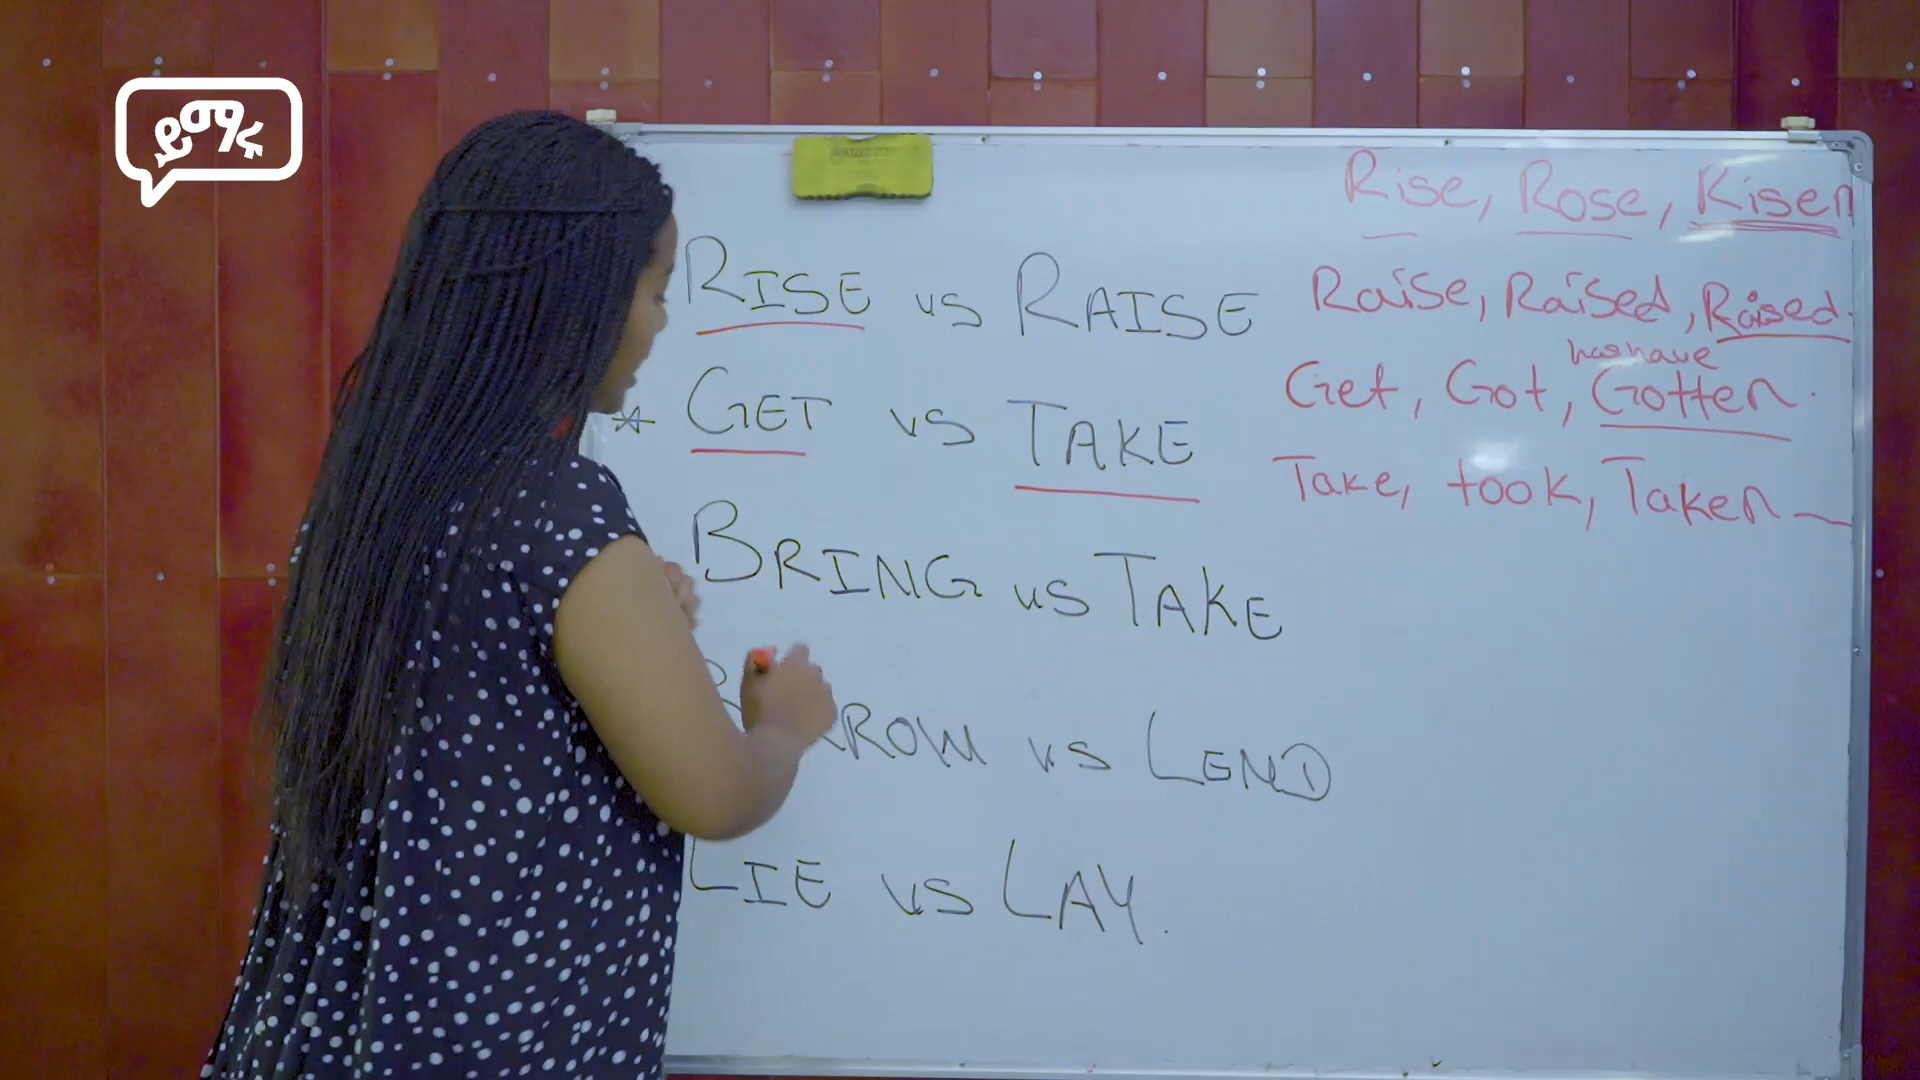 ይማሩ
RISE vs RAISE
Rise, Rose, Risen
Raise, Raised, Raised.
GET vs TAKE
has have
Get, Got, Gotten.
Take, took, Taken
BRING vs TAKE
vs LEND
LIE vs LAY.